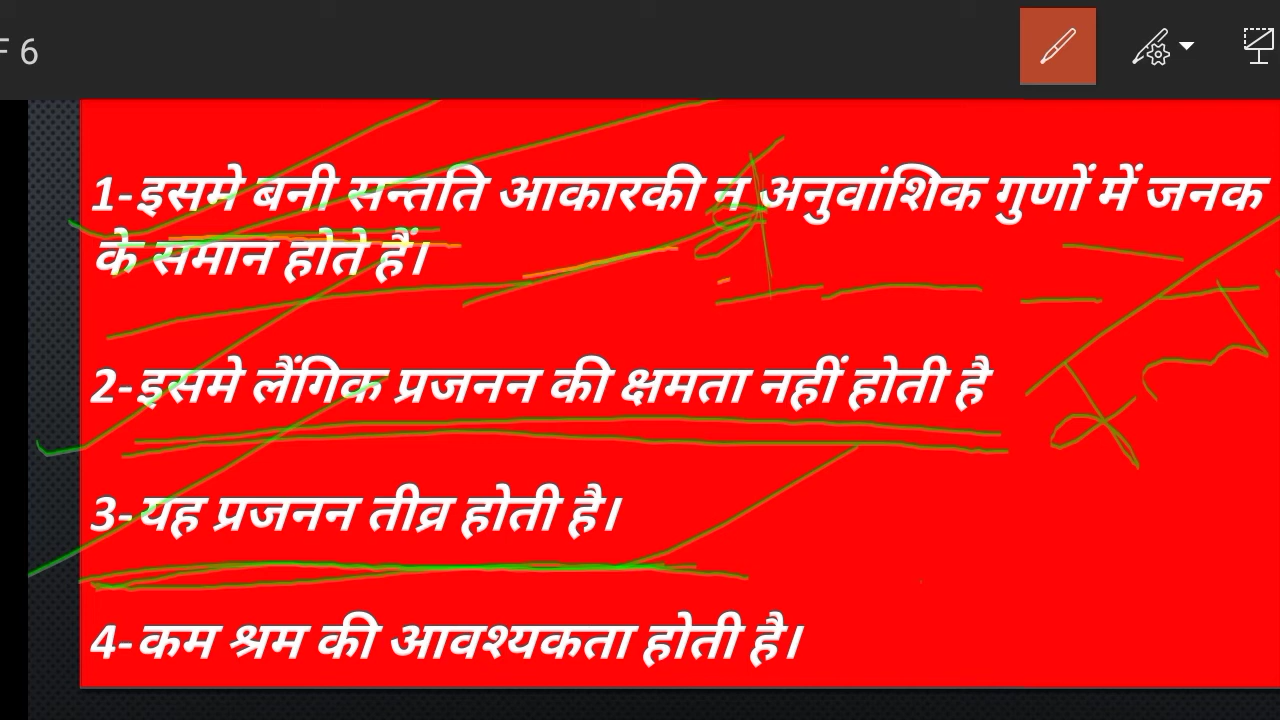 F 6
1-इसमे बनी सन्तति आकारकी न अनुवांशिक गुणों में जनक
के समान होते हैं।
2-इसमे लैंगिक प्रजनन की क्षमता नहीं होती है
3-यह प्रजनन तीव्र होती है।
4-कम श्रम की आवश्यकता होती है।